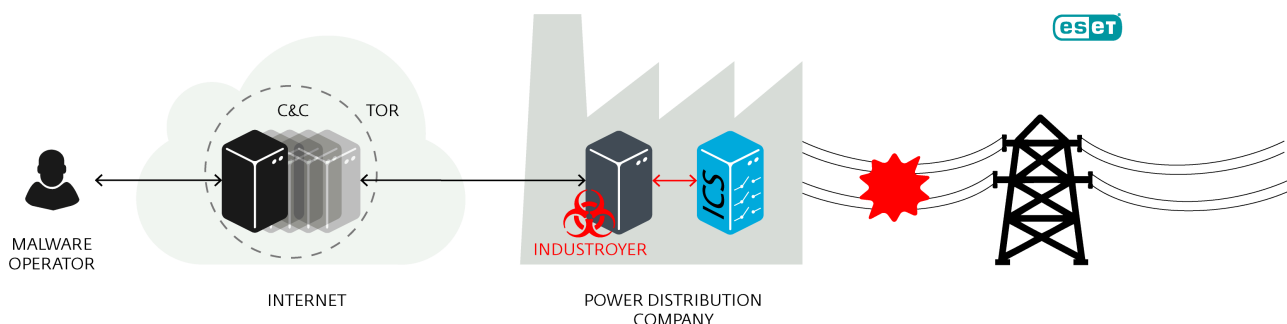 eset
C&C
TOR
ICS
INDUSTROYER
MALWARE
OPERATOR
INTERNET
POWER DISTRIBUTION
COMPANY